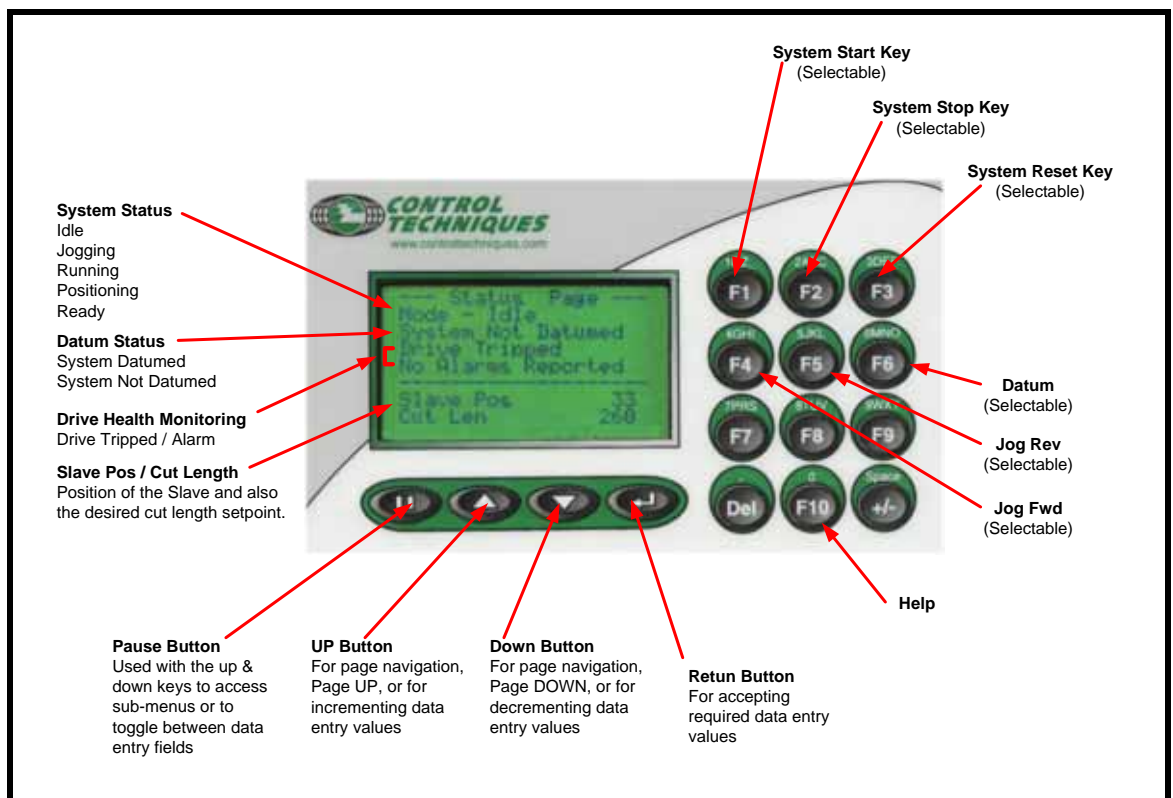 System Start Key
(Selectable)
System Stop Key
(Selectable)
System Reset Key
(Selectable)
System Status
Idle
Jogging
Running
Positioning
Ready
Datum Status
System Datumed
System Not Datumed
Drive Health Monitoring
Drive Tripped / Alarm
Slave Pos / Cut Length
Position of the Slave and also
the desired cut length setpoint.
CONTROL
TECHNIQUES
www.controltechniques.com
--- Status Page ---
Mode - Idle
System Not Datumed
Drive Tripped
No Alarms Reported
Slave Pos 33
Cut Len 260
F1
F2
F3
4GHI
5JKL
6MNO
F4
F5
F6
7PRS
8TUV
9WXY
F7
F8
F9
0
Space
Del
F10
+/-
Datum
(Selectable)
Jog Rev
(Selectable)
Jog Fwd
(Selectable)
Help
Pause Button
Used with the up &
down keys to access
sub-menus or to
toggle between data
entry fields
UP Button
For page navigation,
Page UP, or for
incrementing data
entry values
Down Button
For page navigation,
Page DOWN, or for
decrementing data
entry values
Retun Button
For accepting
required data entry
values